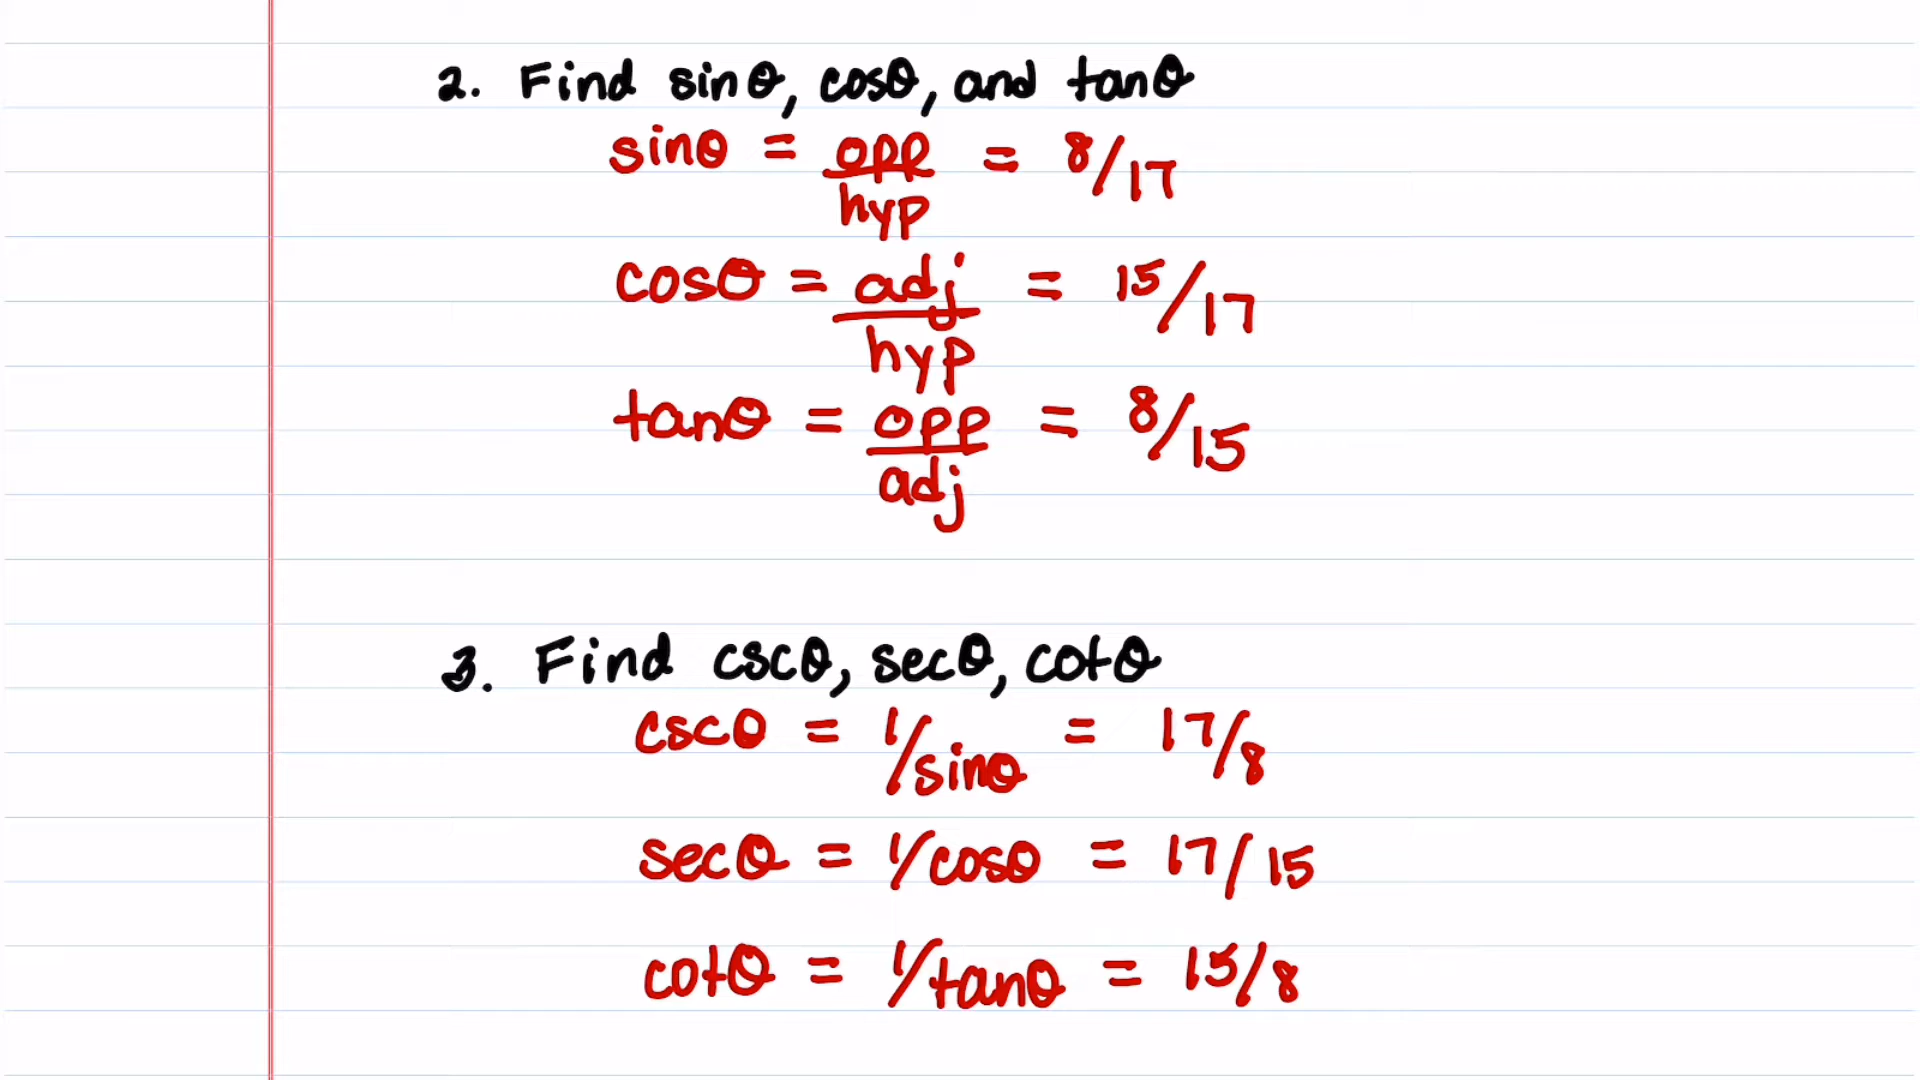 2. Find sinθ, cosθ, and tanθ
sinθ = opp/hyp = 8/17
cosθ = adj/hyp = 15/17
tanθ = opp/adj = 8/15
3. Find cscθ, secθ, cotθ
cscθ = 1/sinθ = 17/8
secθ = 1/cosθ = 17/15
cotθ = 1/tanθ = 15/8